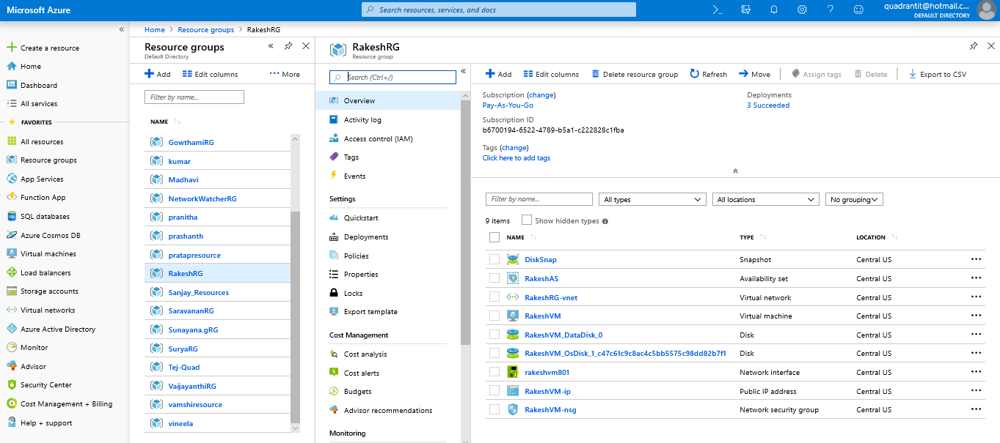 Microsoft Azure
Search resources, services, and docs
quadrantit@hotmail.c...
DEFAULT DIRECTORY
Create a resource
Home
Dashboard
All services
FAVORITES
All resources
Resource groups
App Services
Function App
SQL databases
Azure Cosmos DB
Virtual machines
Load balancers
Storage accounts
Virtual networks
Azure Active Directory
Monitor
Advisor
Security Center
Cost Management + Billing
Help + support
Home > Resource groups > RakeshRG
Resource groups
Default Directory
Add Edit columns ··· More
Filter by name...
NAME
GowthamiRG
kumar
Madhavi
NetworkWatcherRG
pranitha
prashanth
pratapresource
RakeshRG
Sanjay_Resources
SaravananRG
Sunayana.gRG
SuryaRG
Tej-Quad
VaijayanthiRG
vamshiresource
vineela
RakeshRG
Resource group
Search (Ctrl+/)
Overview
Activity log
Access control (IAM)
Tags
Events
Settings
Quickstart
Deployments
Policies
Properties
Locks
Export template
Cost Management
Cost analysis
Cost alerts
Budgets
Advisor recommendations
Monitoring
Add Edit columns Delete resource group Refresh Move Assign tags Delete Export to CSV
Subscription (change)
Pay-As-You-Go
Subscription ID
b6700194-6522-4789-b5a1-c222828c1fba
Tags (change)
Click here to add tags
Deployments
3 Succeeded
Filter by name... All types All locations No grouping
9 items Show hidden types
NAME TYPE LOCATION
DiskSnap Snapshot Central US ···
RakeshAS Availability set Central US ···
RakeshRG-vnet Virtual network Central US ···
RakeshVM Virtual machine Central US ···
RakeshVM_DataDisk_0 Disk Central US ···
RakeshVM_OsDisk_1_c47c61c9c8ac4c5bb5575c98dd82b7f1 Disk Central US ···
rakeshvm801 Network interface Central US ···
RakeshVM-ip Public IP address Central US ···
RakeshVM-nsg Network security group Central US ···